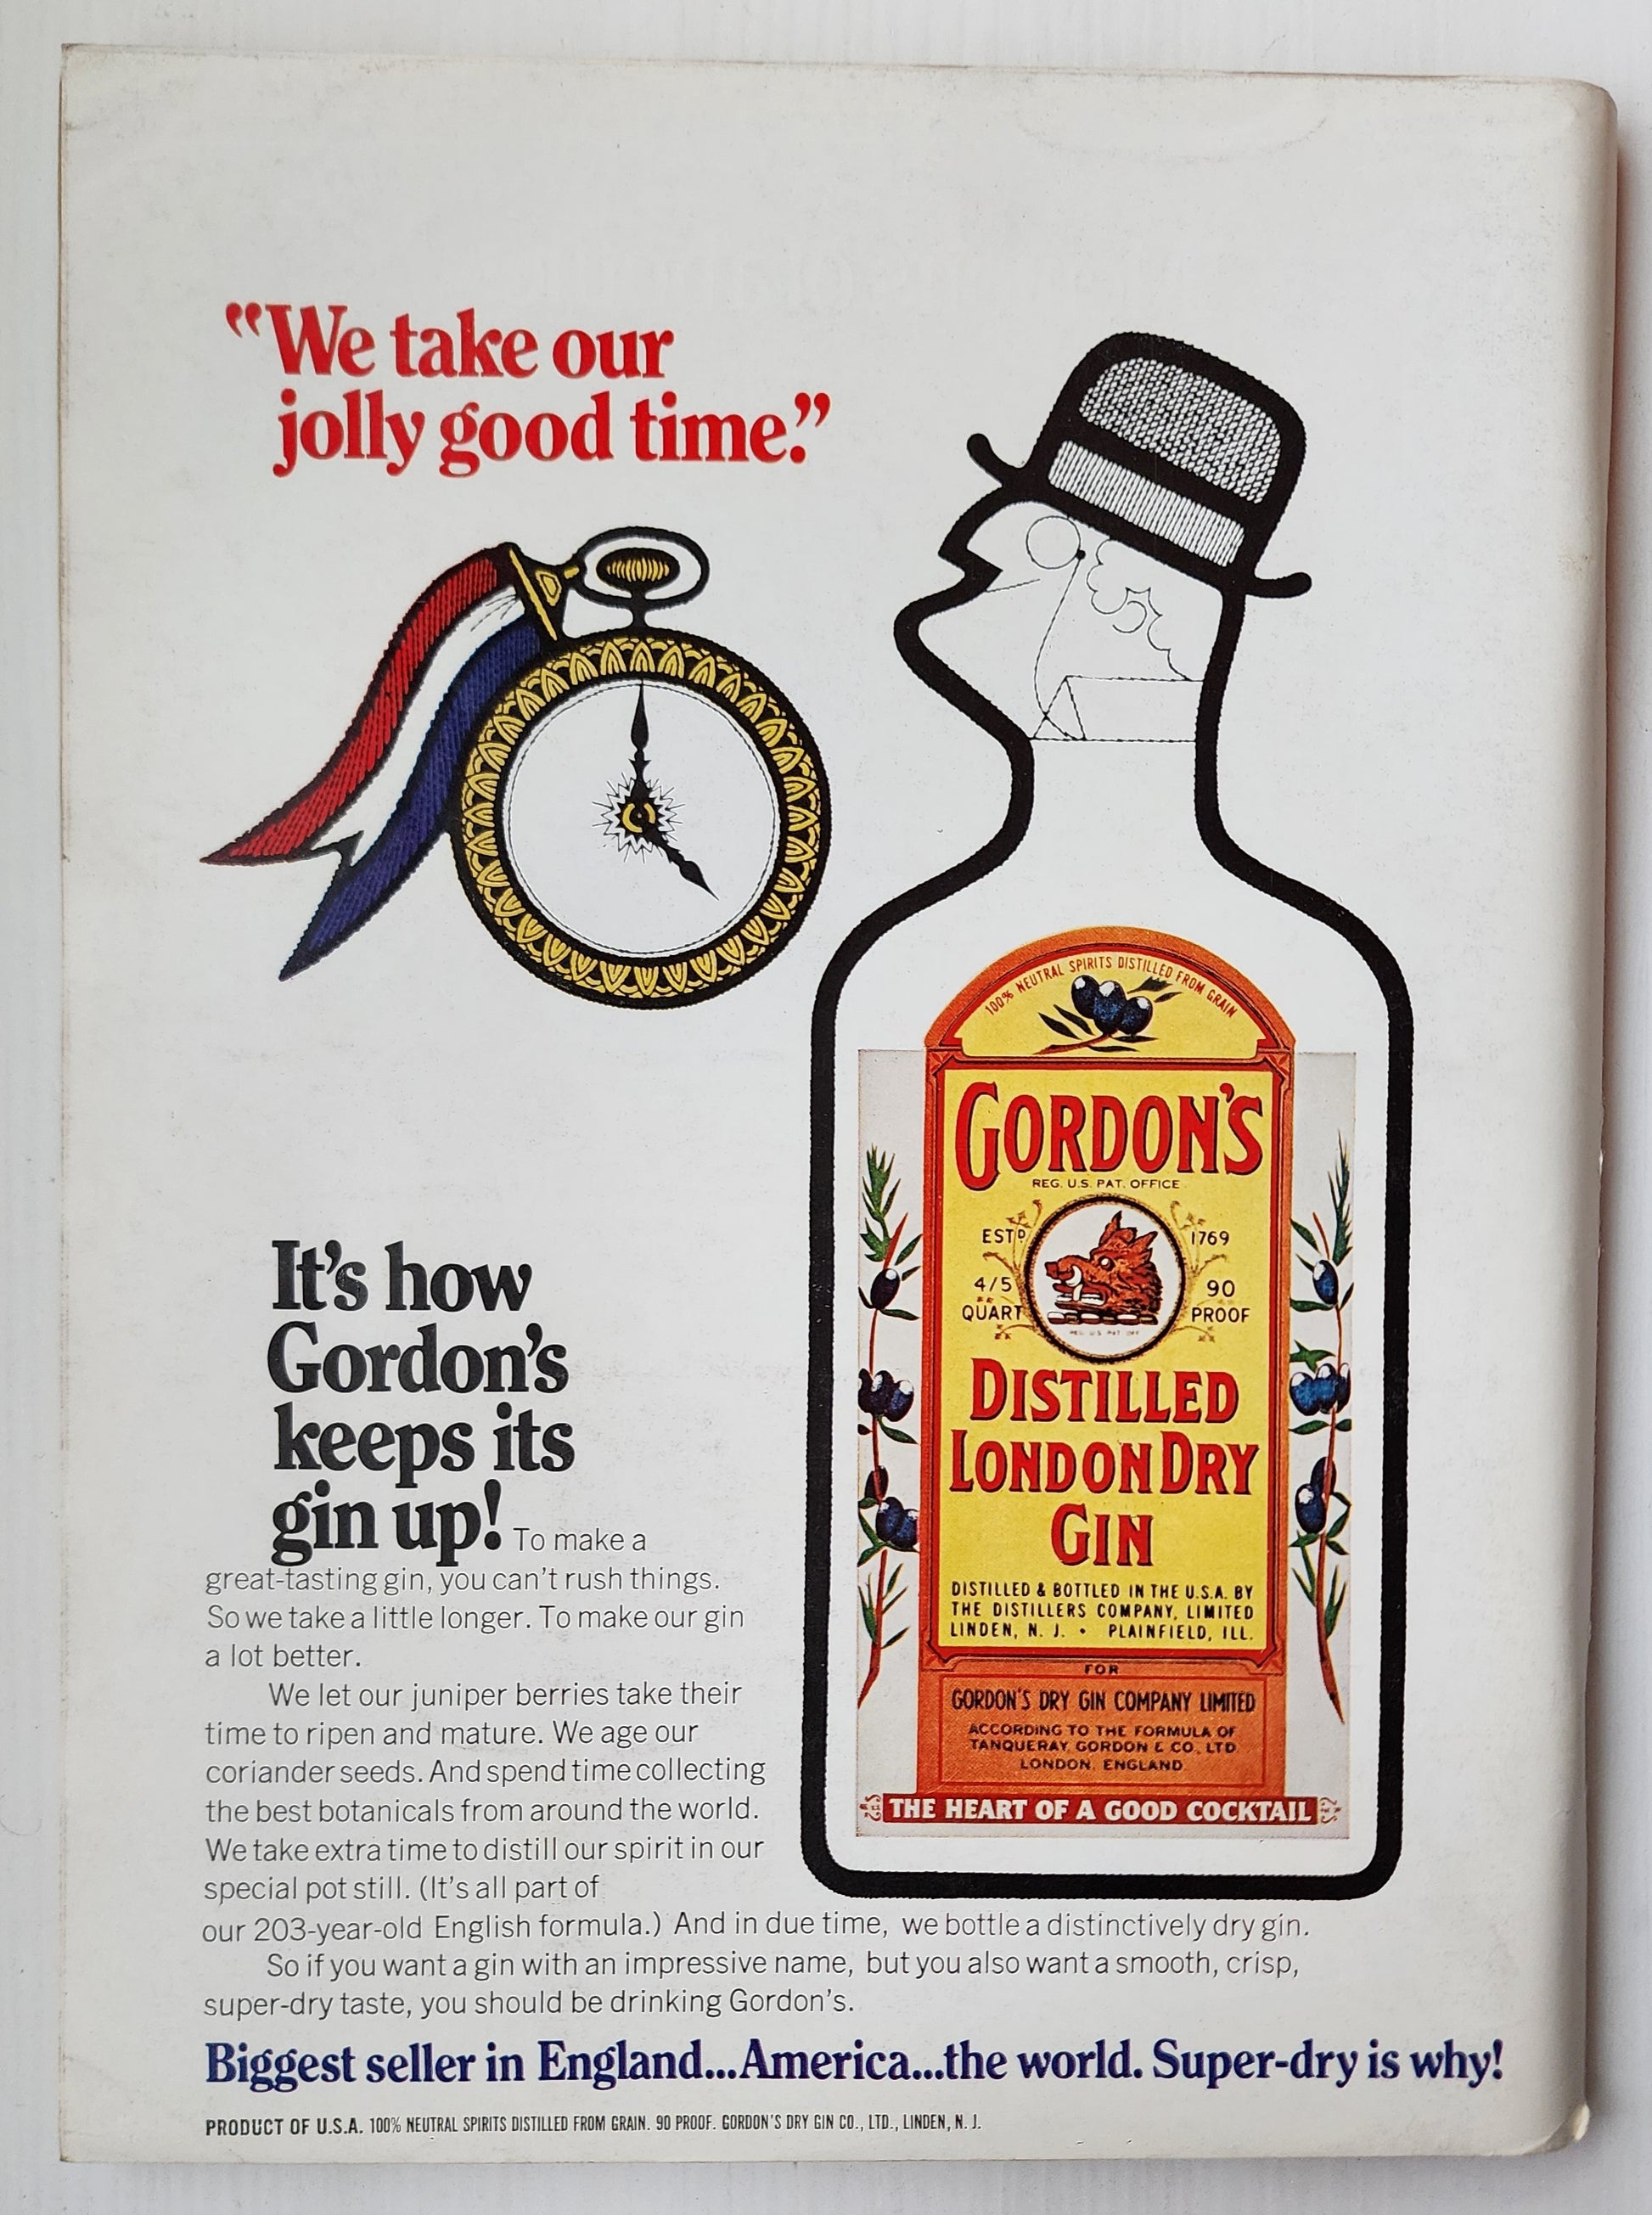 “We take our
jolly good time.”
It’s how
Gordon’s
keeps its
gin up! To make a
great-tasting gin, you can’t rush things.
So we take a little longer. To make our gin
a lot better.
We let our juniper berries take their
time to ripen and mature. We age our
coriander seeds. And spend time collecting
the best botanicals from around the world.
We take extra time to distill our spirit in our
special pot still. (It’s all part of
our 203-year-old English formula.) And in due time, we bottle a distinctively dry gin.
So if you want a gin with an impressive name, but you also want a smooth, crisp,
super-dry taste, you should be drinking Gordon’s.
100% NEUTRAL SPIRITS DISTILLED FROM GRAIN
GORDON’S
REG. U.S. PAT. OFFICE
ESTD 1769
4/5 90
QUART PROOF
REG. U.S. PAT. OFF.
DISTILLED
LONDON DRY
GIN
DISTILLED & BOTTLED IN THE U.S.A. BY
THE DISTILLERS COMPANY, LIMITED
LINDEN, N. J. • PLAINFIELD, ILL.
FOR
GORDON’S DRY GIN COMPANY LIMITED
ACCORDING TO THE FORMULA OF
TANQUERAY, GORDON & CO., LTD.
LONDON, ENGLAND
THE HEART OF A GOOD COCKTAIL
Biggest seller in England...America...the world. Super-dry is why!
PRODUCT OF U.S.A. 100% NEUTRAL SPIRITS DISTILLED FROM GRAIN. 90 PROOF. GORDON’S DRY GIN CO., LTD., LINDEN, N. J.